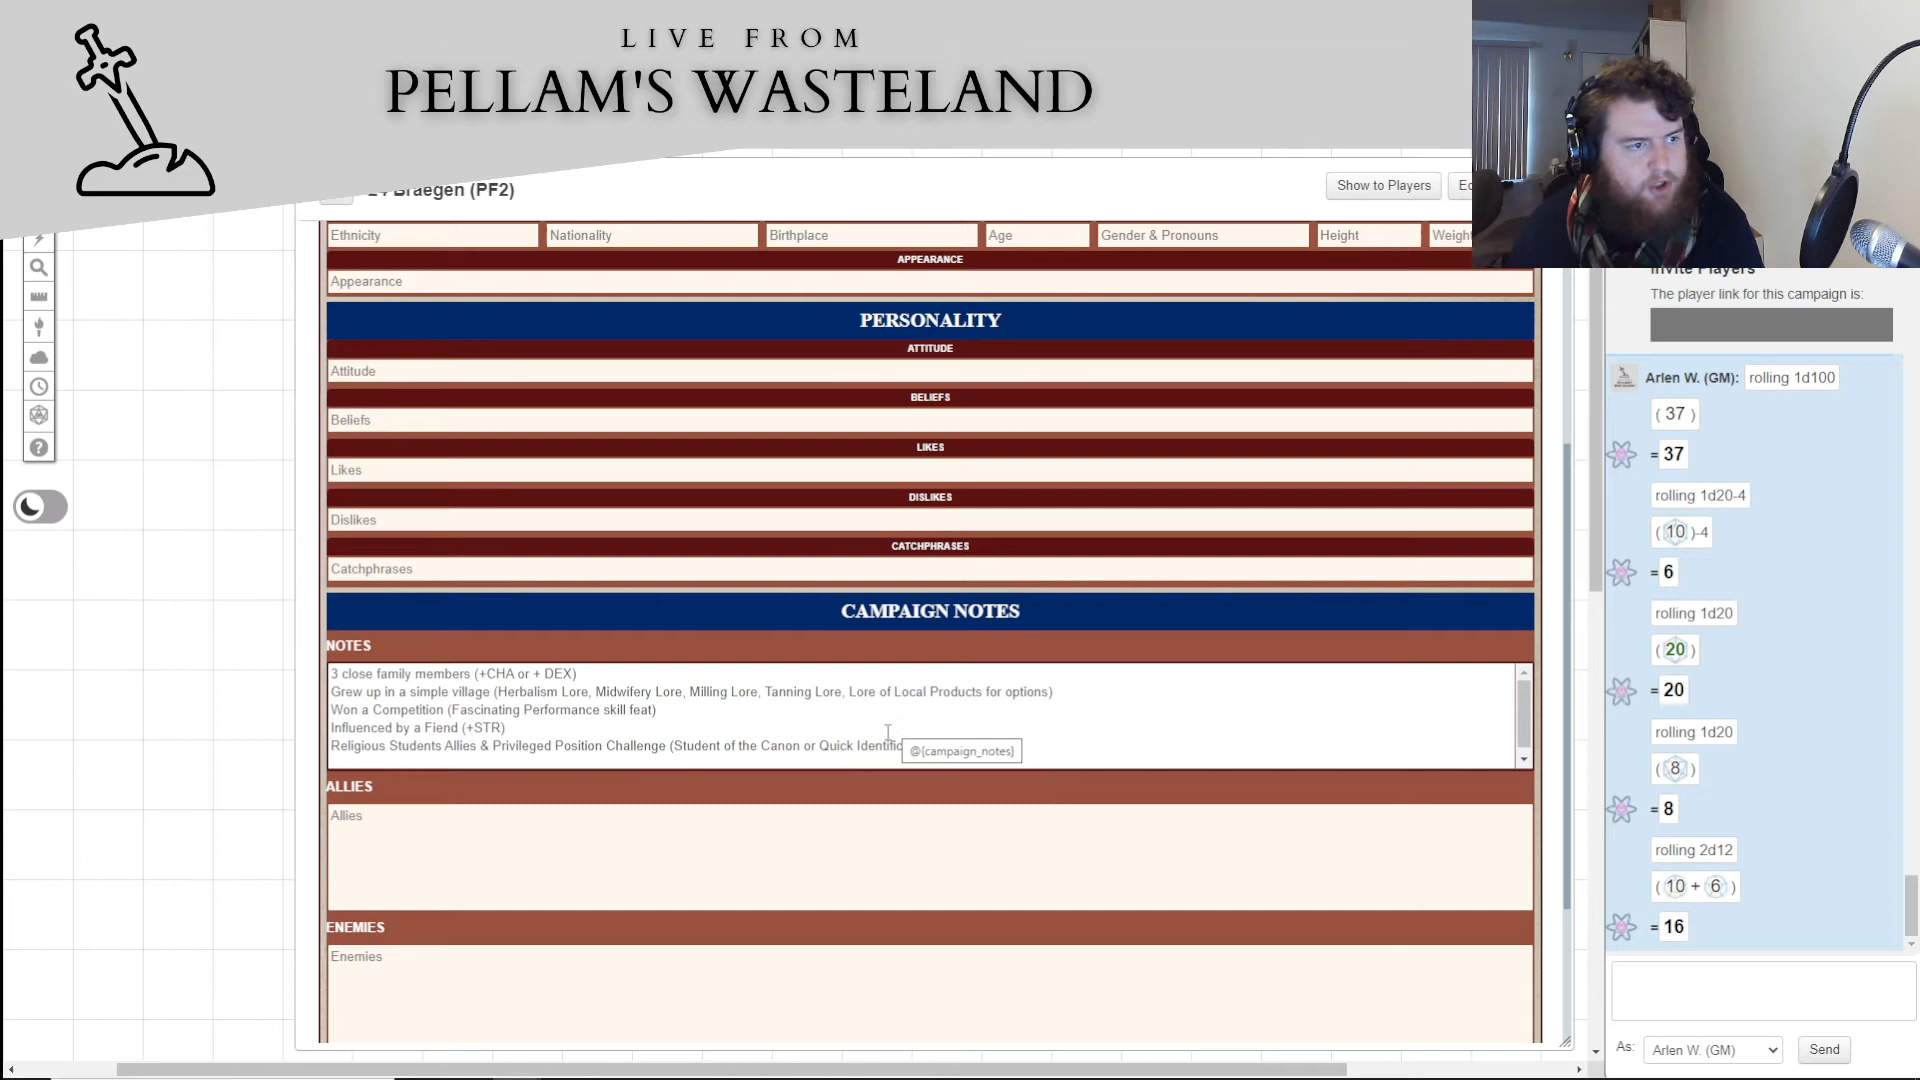 LIVE FROM
PELLAM'S WASTELAND
Braegen (PF2)
Show to Players
Ethnicity
Nationality
Birthplace
Age
Gender & Pronouns
Height
Weight
APPEARANCE
Appearance
PERSONALITY
ATTITUDE
Attitude
BELIEFS
Beliefs
LIKES
Likes
DISLIKES
Dislikes
CATCHPHRASES
Catchphrases
CAMPAIGN NOTES
NOTES
3 close family members (+CHA or + DEX)
Grew up in a simple village (Herbalism Lore, Midwifery Lore, Milling Lore, Tanning Lore, Lore of Local Products for options)
Won a Competition (Fascinating Performance skill feat)
Influenced by a Fiend (+STR)
Religious Students Allies & Privileged Position Challenge (Student of the Canon or Quick
@{campaign_notes}
ALLIES
Allies
ENEMIES
Enemies
Invite Players
The player link for this campaign is:
Arlen W. (GM): rolling 1d100
( 37 )
= 37
rolling 1d20-4
( 10 )-4
= 6
rolling 1d20
( 20 )
= 20
rolling 1d20
( 8 )
= 8
rolling 2d12
( 10 + 6 )
= 16
As: Arlen W. (GM) Send